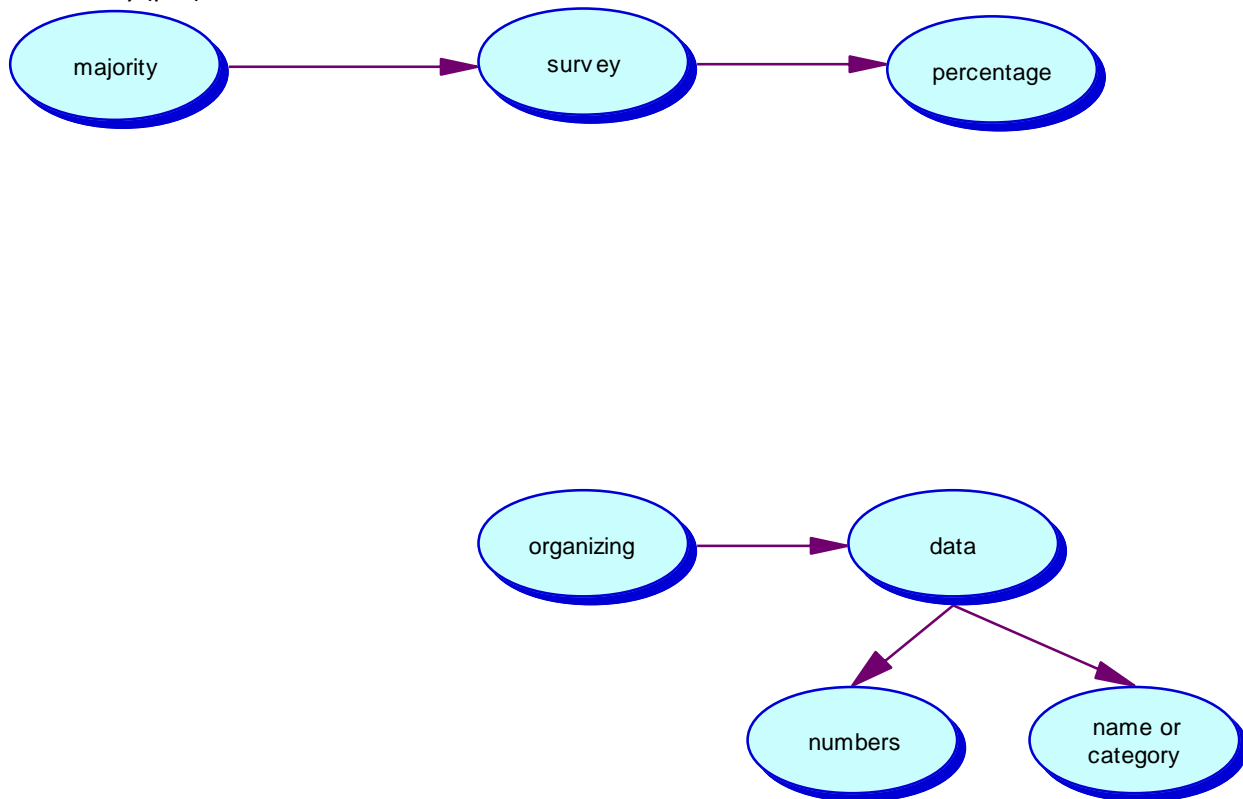 majority
survey
percentage
organizing
data
numbers
name or
category